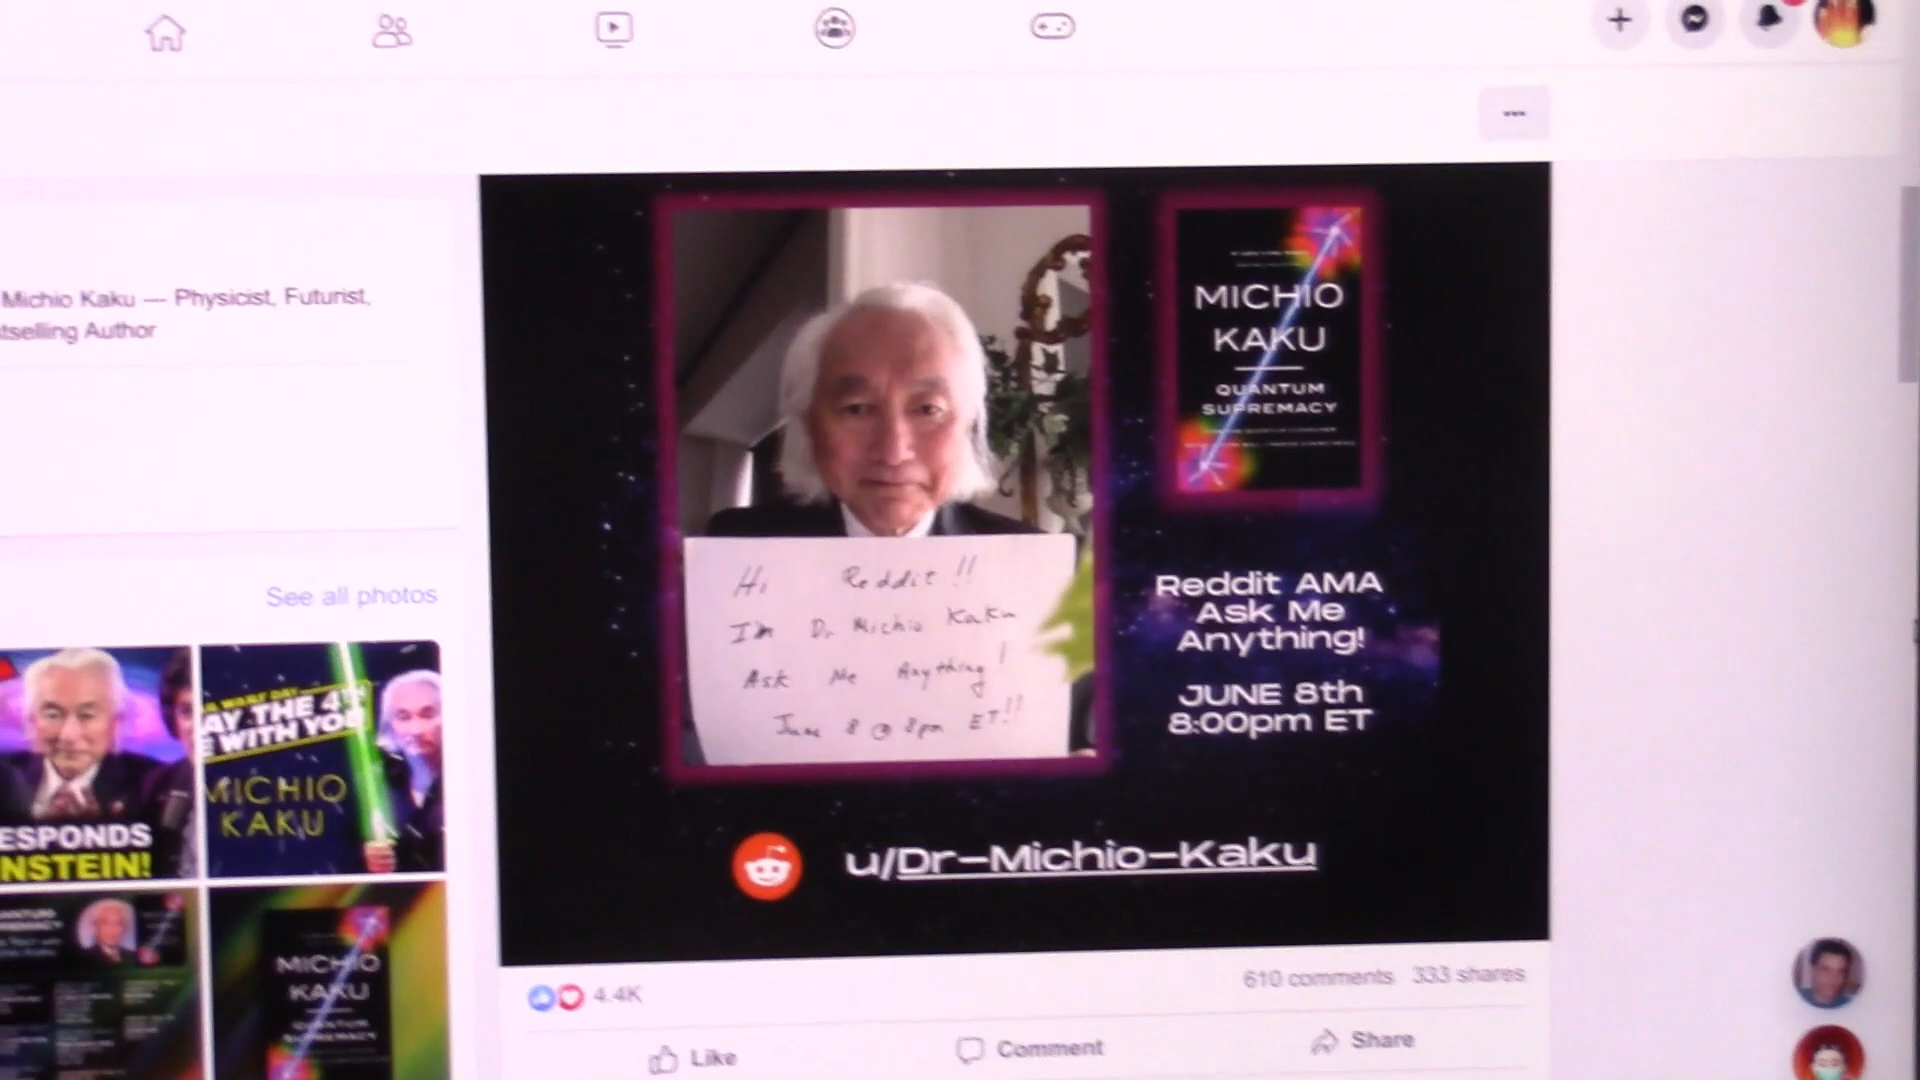 Michio Kaku — Physicist, Futurist,
tselling Author
See all photos
ESPONDS
NSTEIN!
AY THE 4TH
E WITH YOU
MICHIO
KAKU
MICHIO
KAKU
QUANTUM
SUPREMACY
MICHIO
KAKU
QUANTUM
SUPREMACY
Hi Reddit!!
I'm Dr Michio Kaku
Ask Me Anything!
June 8 @ 8pm ET!!
Reddit AMA
Ask Me
Anything!
JUNE 8th
8:00pm ET
u/Dr-Michio-Kaku
4.4K
610 comments 333 shares
Like Comment Share